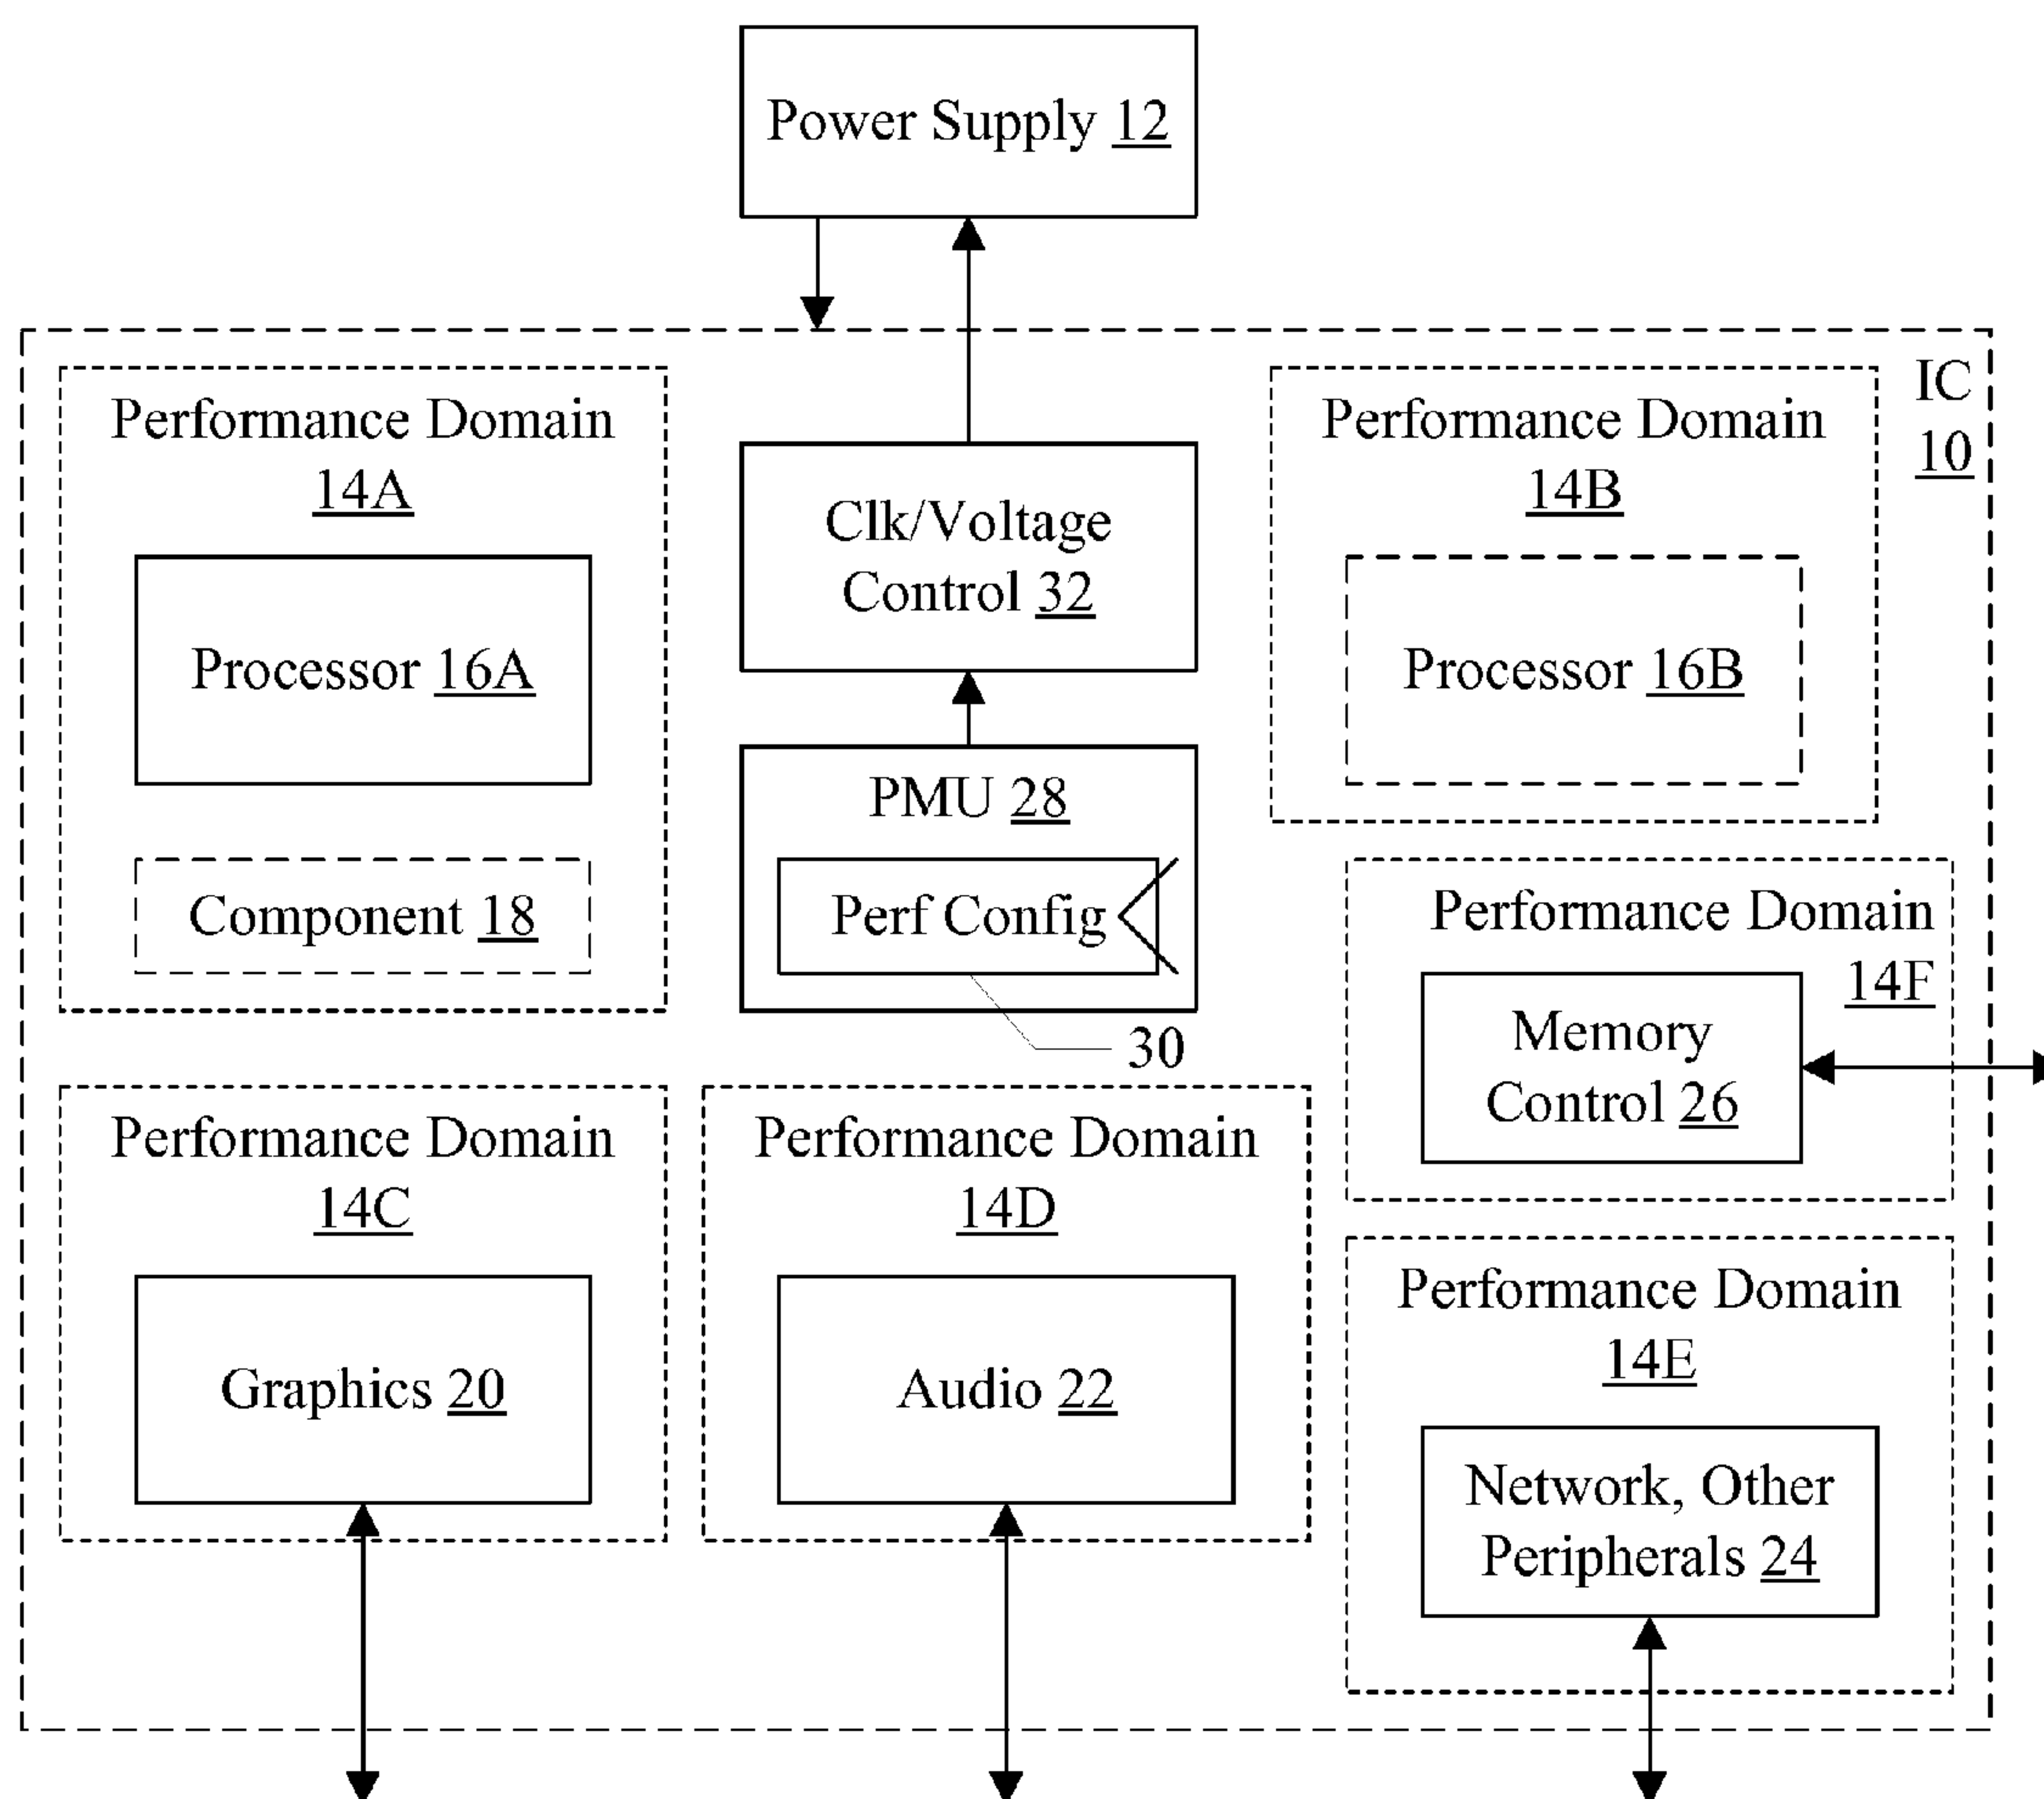 Power Supply 12
IC
10
Performance Domain
14A
Processor 16A
Component 18
Clk/Voltage
Control 32
PMU 28
Perf Config
30
Performance Domain
14B
Processor 16B
Performance Domain
14F
Memory
Control 26
Performance Domain
14C
Graphics 20
Performance Domain
14D
Audio 22
Performance Domain
14E
Network, Other
Peripherals 24